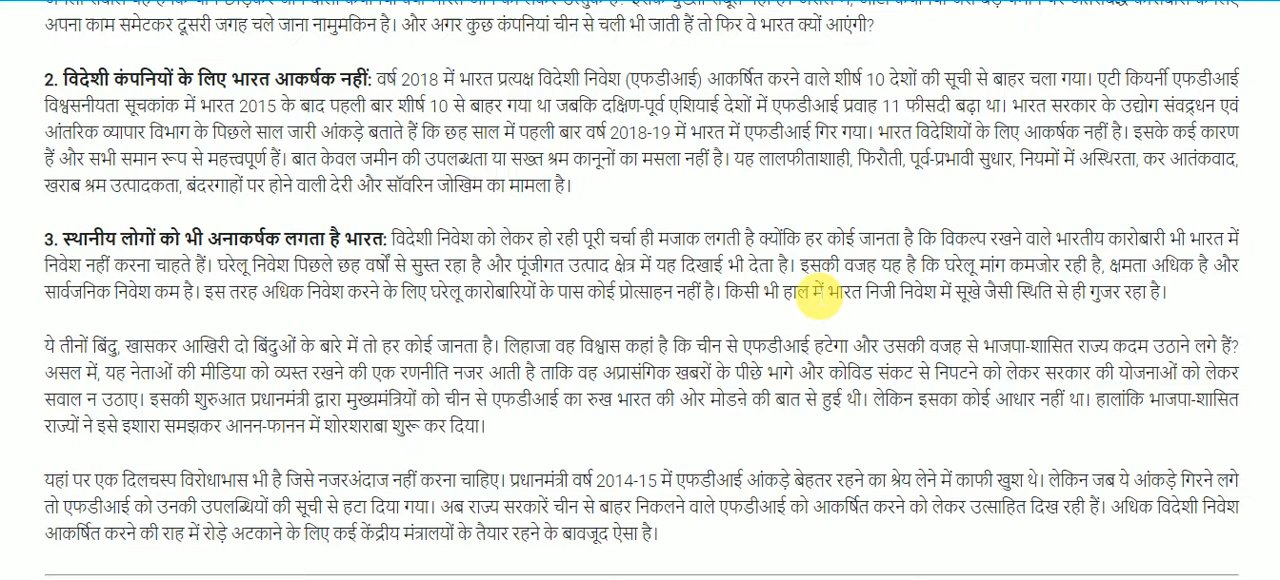 अपना काम समेटकर दूसरी जगह चले जाना नामुमकिन है। और अगर कुछ कंपनियां चीन से चली भी जाती हैं तो फिर वे भारत क्यों आएंगी?
2. विदेशी कंपनियों के लिए भारत आकर्षक नहीं: वर्ष 2018 में भारत प्रत्यक्ष विदेशी निवेश (एफडीआई) आकर्षित करने वाले शीर्ष 10 देशों की सूची से बाहर चला गया। एटी कियर्नी एफडीआई
विश्वसनीयता सूचकांक में भारत 2015 के बाद पहली बार शीर्ष 10 से बाहर गया था जबकि दक्षिण-पूर्व एशियाई देशों में एफडीआई प्रवाह 11 फीसदी बढ़ा था। भारत सरकार के उद्योग संवद्र्धन एवं
आंतरिक व्यापार विभाग के पिछले साल जारी आंकड़े बताते हैं कि छह साल में पहली बार वर्ष 2018-19 में भारत में एफडीआई गिर गया। भारत विदेशियों के लिए आकर्षक नहीं है। इसके कई कारण
हैं और सभी समान रूप से महत्त्वपूर्ण हैं। बात केवल जमीन की उपलब्धता या सख्त श्रम कानूनों का मसला नहीं है। यह लालफीताशाही, फिरौती, पूर्व-प्रभावी सुधार, नियमों में अस्थिरता, कर आतंकवाद,
खराब श्रम उत्पादकता, बंदरगाहों पर होने वाली देरी और सॉवरिन जोखिम का मामला है।
3. स्थानीय लोगों को भी अनाकर्षक लगता है भारत: विदेशी निवेश को लेकर हो रही पूरी चर्चा ही मजाक लगती है क्योंकि हर कोई जानता है कि विकल्प रखने वाले भारतीय कारोबारी भी भारत में
निवेश नहीं करना चाहते हैं। घरेलू निवेश पिछले छह वर्षों से सुस्त रहा है और पूंजीगत उत्पाद क्षेत्र में यह दिखाई भी देता है। इसकी वजह यह है कि घरेलू मांग कमजोर रही है, क्षमता अधिक है और
सार्वजनिक निवेश कम है। इस तरह अधिक निवेश करने के लिए घरेलू कारोबारियों के पास कोई प्रोत्साहन नहीं है। किसी भी हाल में भारत निजी निवेश में सूखे जैसी स्थिति से ही गुजर रहा है।
ये तीनों बिंदु, खासकर आखिरी दो बिंदुओं के बारे में तो हर कोई जानता है। लिहाजा वह विश्वास कहां है कि चीन से एफडीआई हटेगा और उसकी वजह से भाजपा-शासित राज्य कदम उठाने लगे हैं?
असल में, यह नेताओं की मीडिया को व्यस्त रखने की एक रणनीति नजर आती है ताकि वह अप्रासंगिक खबरों के पीछे भागे और कोविड संकट से निपटने को लेकर सरकार की योजनाओं को लेकर
सवाल न उठाए। इसकी शुरुआत प्रधानमंत्री द्वारा मुख्यमंत्रियों को चीन से एफडीआई का रुख भारत की ओर मोडऩे की बात से हुई थी। लेकिन इसका कोई आधार नहीं था। हालांकि भाजपा-शासित
राज्यों ने इसे इशारा समझकर आनन-फानन में शोरशराबा शुरू कर दिया।
यहां पर एक दिलचस्प विरोधाभास भी है जिसे नजरअंदाज नहीं करना चाहिए। प्रधानमंत्री वर्ष 2014-15 में एफडीआई आंकड़े बेहतर रहने का श्रेय लेने में काफी खुश थे। लेकिन जब ये आंकड़े गिरने लगे
तो एफडीआई को उनकी उपलब्धियों की सूची से हटा दिया गया। अब राज्य सरकारें चीन से बाहर निकलने वाले एफडीआई को आकर्षित करने को लेकर उत्साहित दिख रही हैं। अधिक विदेशी निवेश
आकर्षित करने की राह में रोड़े अटकाने के लिए कई केंद्रीय मंत्रालयों के तैयार रहने के बावजूद ऐसा है।